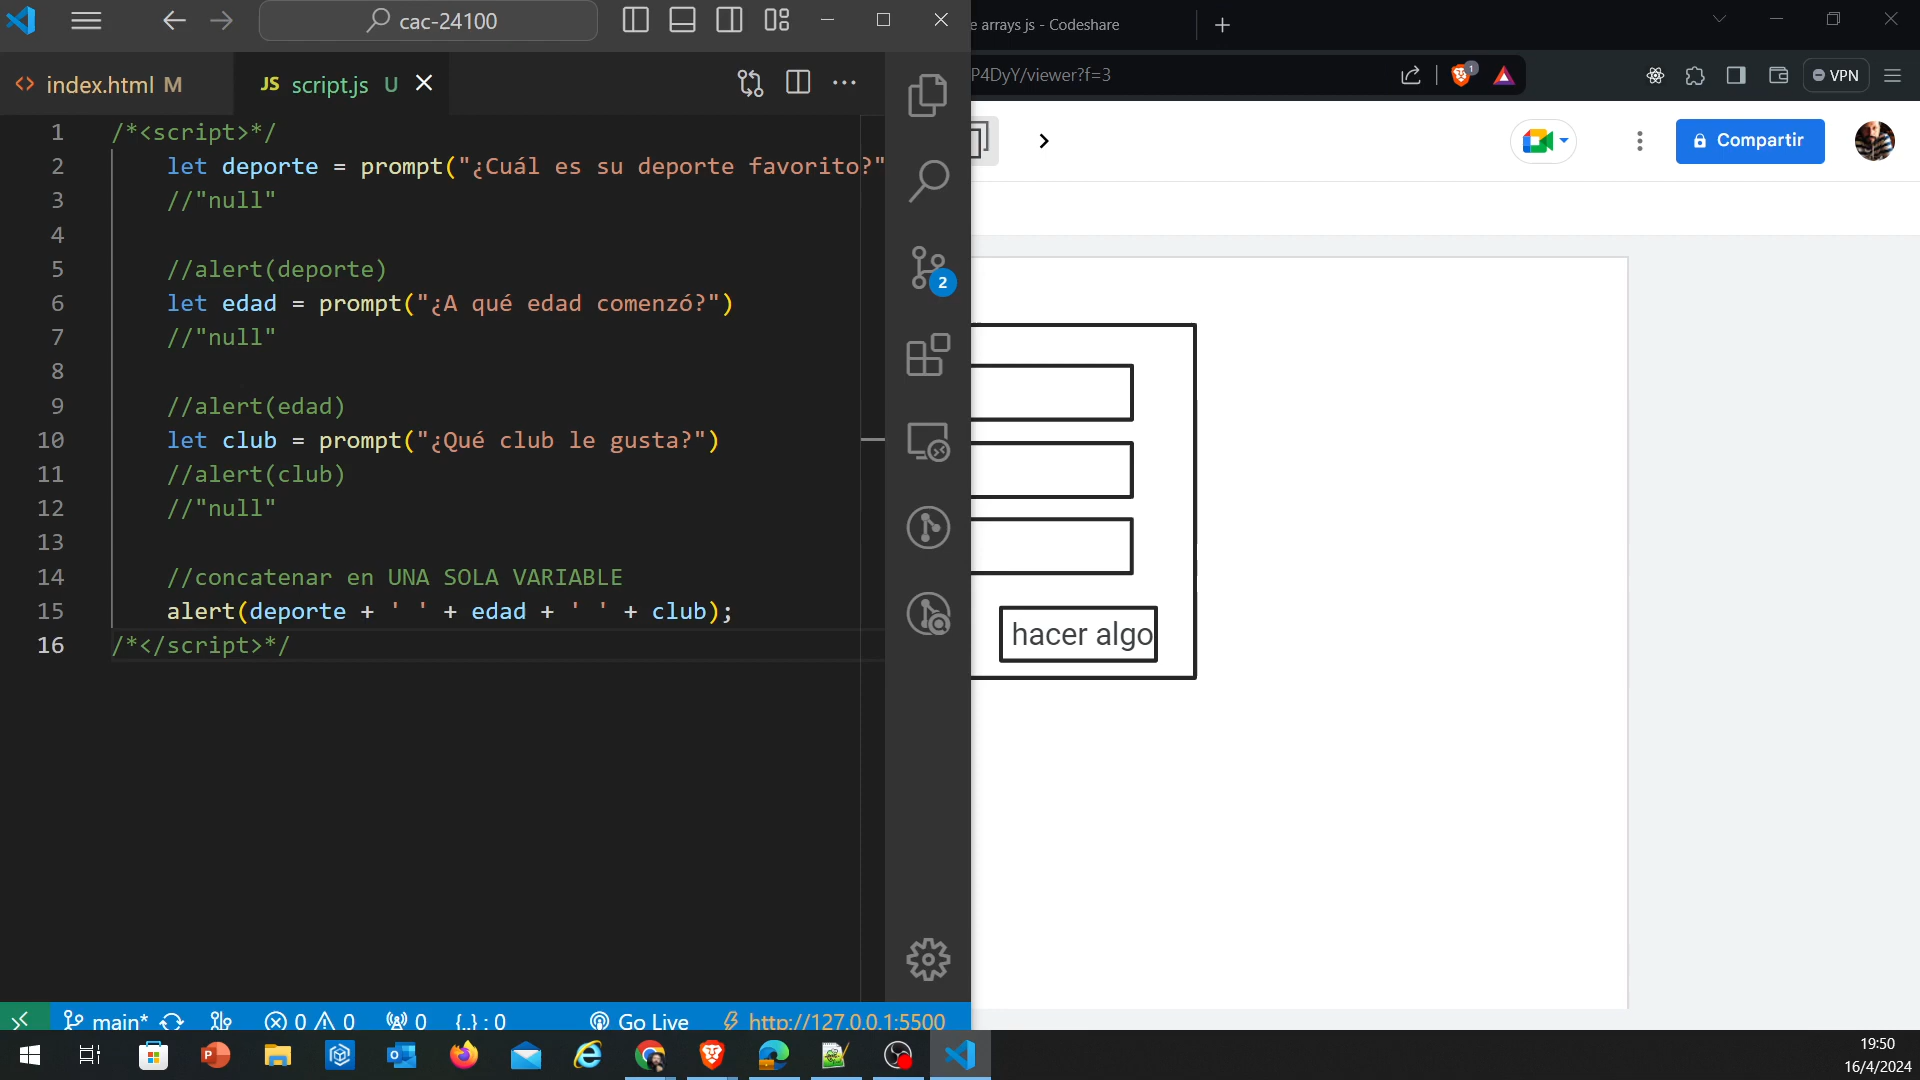 cac-24100
index.html M
JS script.js U
1 /*<script>*/
2 let deporte = prompt("¿Cuál es su deporte favorito?"
3 //"null"
4
5 //alert(deporte)
6 let edad = prompt("¿A qué edad comenzó?")
7 //"null"
8
9 //alert(edad)
10 let club = prompt("¿Qué club le gusta?")
11 //alert(club)
12 //"null"
13
14 //concatenar en UNA SOLA VARIABLE
15 alert(deporte + ' ' + edad + ' ' + club);
16 /*</script>*/
2
main* 0 0 0 {..} : 0 Go Live http://127.0.0.1:5500
e arrays js - Codeshare
P4DyY/viewer?f=3
1
VPN
Compartir
hacer algo
19:50
16/4/2024